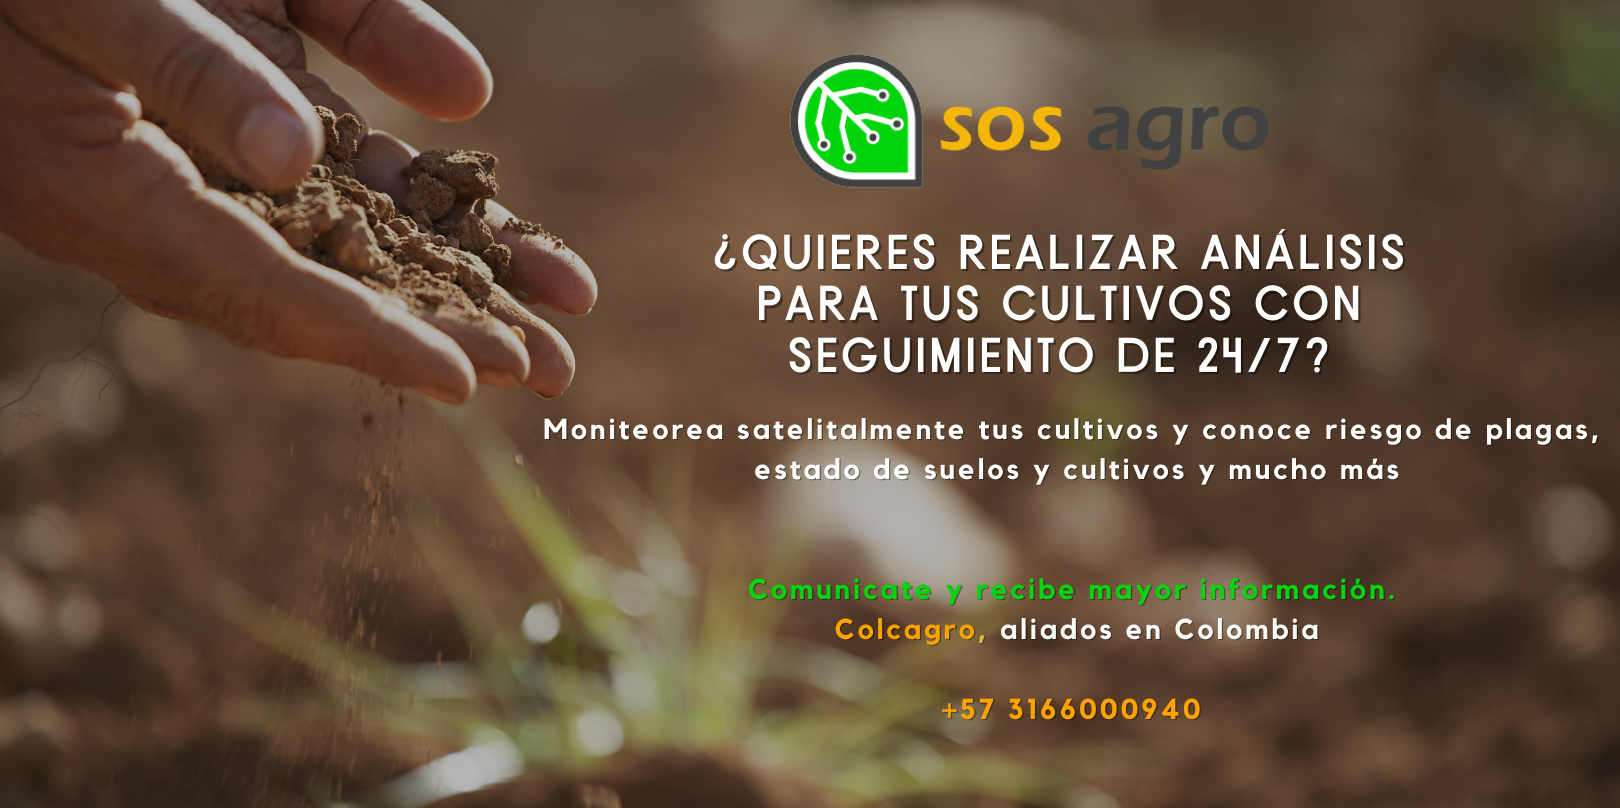 sos agro
¿QUIERES REALIZAR ANÁLISIS
PARA TUS CULTIVOS CON
SEGUIMIENTO DE 24/7?
Moniteorea satelitalmente tus cultivos y conoce riesgo de plagas,
estado de suelos y cultivos y mucho más
Comunicate y recibe mayor información.
Colcagro, aliados en Colombia
+57 3166000940